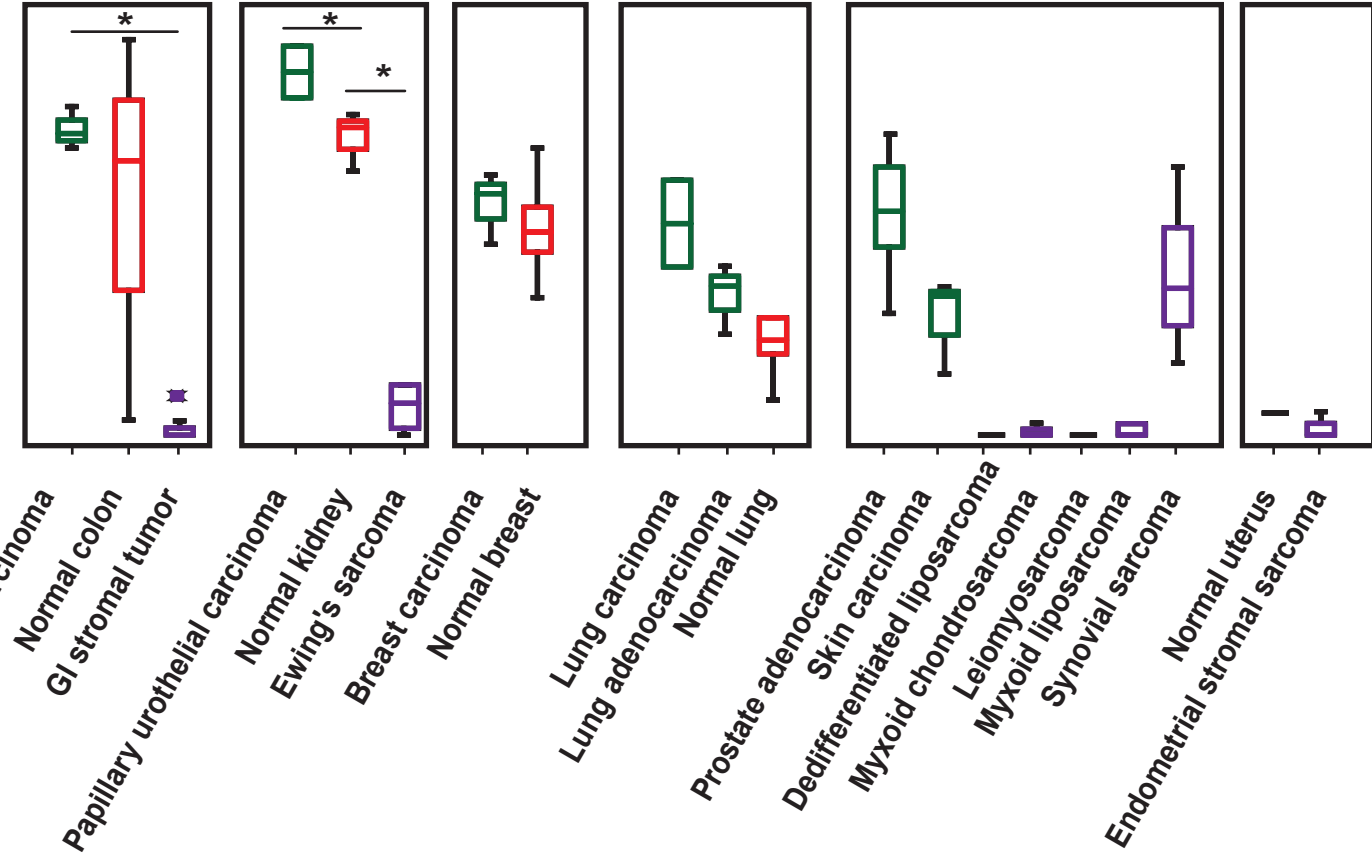 *
*
*
cinoma
Normal colon
GI stromal tumor
Papillary urothelial carcinoma
Normal kidney
Ewing's sarcoma
Breast carcinoma
Normal breast
Lung carcinoma
Lung adenocarcinoma
Normal lung
Prostate adenocarcinoma
Skin carcinoma
Dedifferentiated liposarcoma
Myxoid chondrosarcoma
Leiomyosarcoma
Myxoid liposarcoma
Synovial sarcoma
Normal uterus
Endometrial stromal sarcoma